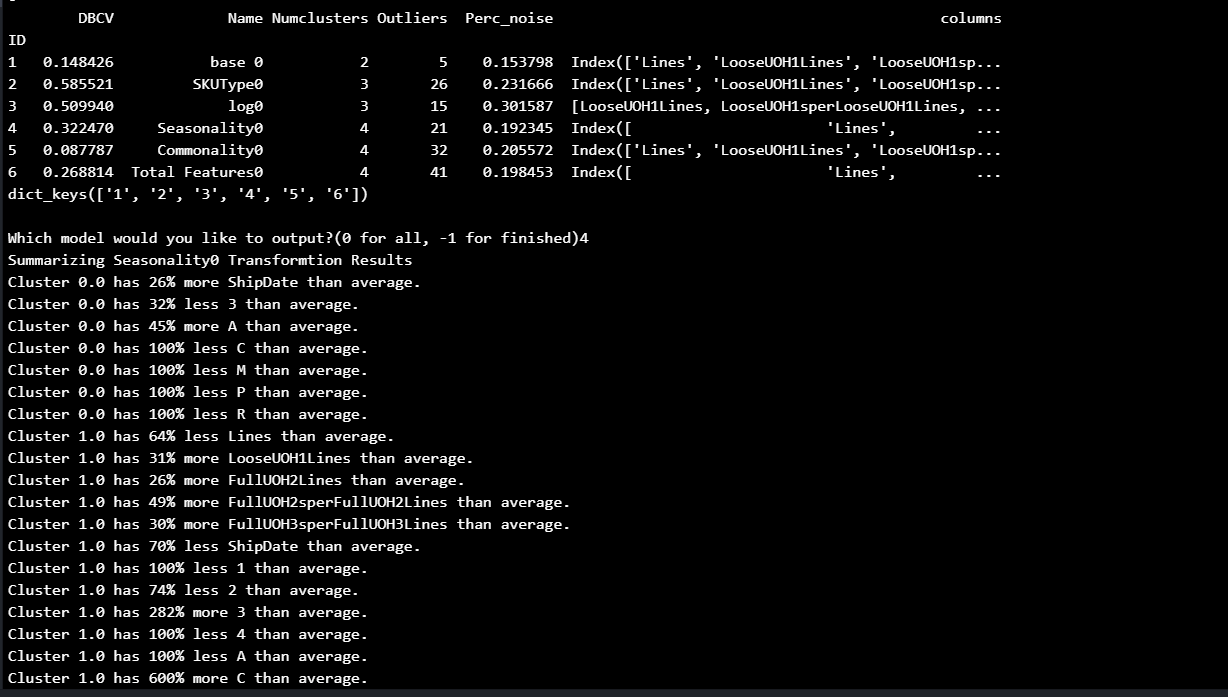 DBCV Name Numclusters Outliers Perc_noise columns
ID
1 0.148426 base 0 2 5 0.153798 Index(['Lines', 'LooseUOH1Lines', 'LooseUOH1sp...
2 0.585521 SKUType0 3 26 0.231666 Index(['Lines', 'LooseUOH1Lines', 'LooseUOH1sp...
3 0.509940 log0 3 15 0.301587 [LooseUOH1Lines, LooseUOH1sperLooseUOH1Lines, ...
4 0.322470 Seasonality0 4 21 0.192345 Index([ 'Lines', ...
5 0.087787 Commonality0 4 32 0.205572 Index(['Lines', 'LooseUOH1Lines', 'LooseUOH1sp...
6 0.268814 Total Features0 4 41 0.198453 Index([ 'Lines', ...
dict_keys(['1', '2', '3', '4', '5', '6'])
Which model would you like to output?(0 for all, -1 for finished)4
Summarizing Seasonality0 Transformtion Results
Cluster 0.0 has 26% more ShipDate than average.
Cluster 0.0 has 32% less 3 than average.
Cluster 0.0 has 45% more A than average.
Cluster 0.0 has 100% less C than average.
Cluster 0.0 has 100% less M than average.
Cluster 0.0 has 100% less P than average.
Cluster 0.0 has 100% less R than average.
Cluster 1.0 has 64% less Lines than average.
Cluster 1.0 has 31% more LooseUOH1Lines than average.
Cluster 1.0 has 26% more FullUOH2Lines than average.
Cluster 1.0 has 49% more FullUOH2sperFullUOH2Lines than average.
Cluster 1.0 has 30% more FullUOH3sperFullUOH3Lines than average.
Cluster 1.0 has 70% less ShipDate than average.
Cluster 1.0 has 100% less 1 than average.
Cluster 1.0 has 74% less 2 than average.
Cluster 1.0 has 282% more 3 than average.
Cluster 1.0 has 100% less 4 than average.
Cluster 1.0 has 100% less A than average.
Cluster 1.0 has 600% more C than average.